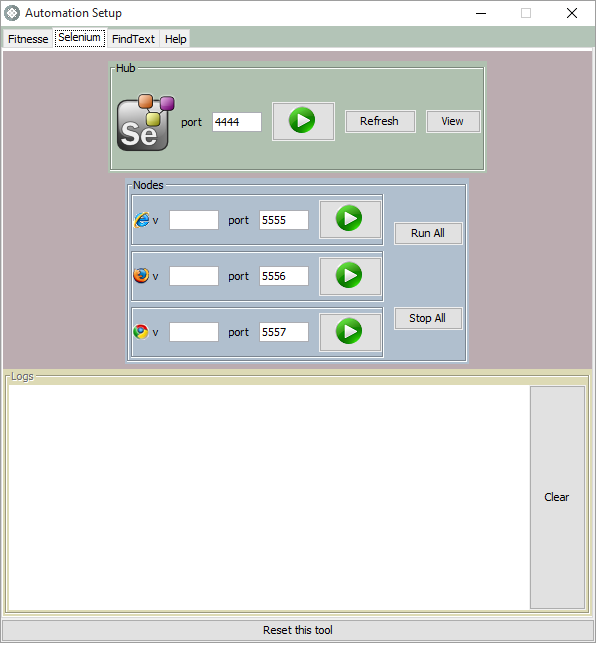 Automation Setup
Fitnesse Selenium FindText Help
Hub
Se port 4444 Refresh View
Nodes
v port 5555
Run All
v port 5556
Stop All
v port 5557
Logs
Clear
Reset this tool